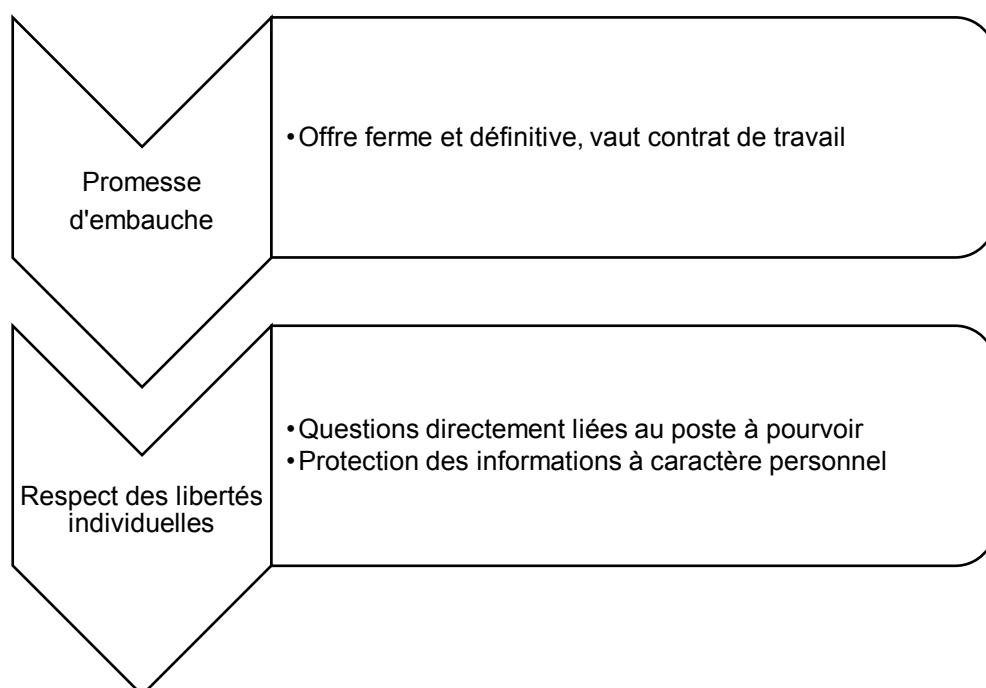 Promesse
d'embauche
•Offre ferme et définitive, vaut contrat de travail
Respect des libertés
individuelles
•Questions directement liées au poste à pourvoir
•Protection des informations à caractère personnel